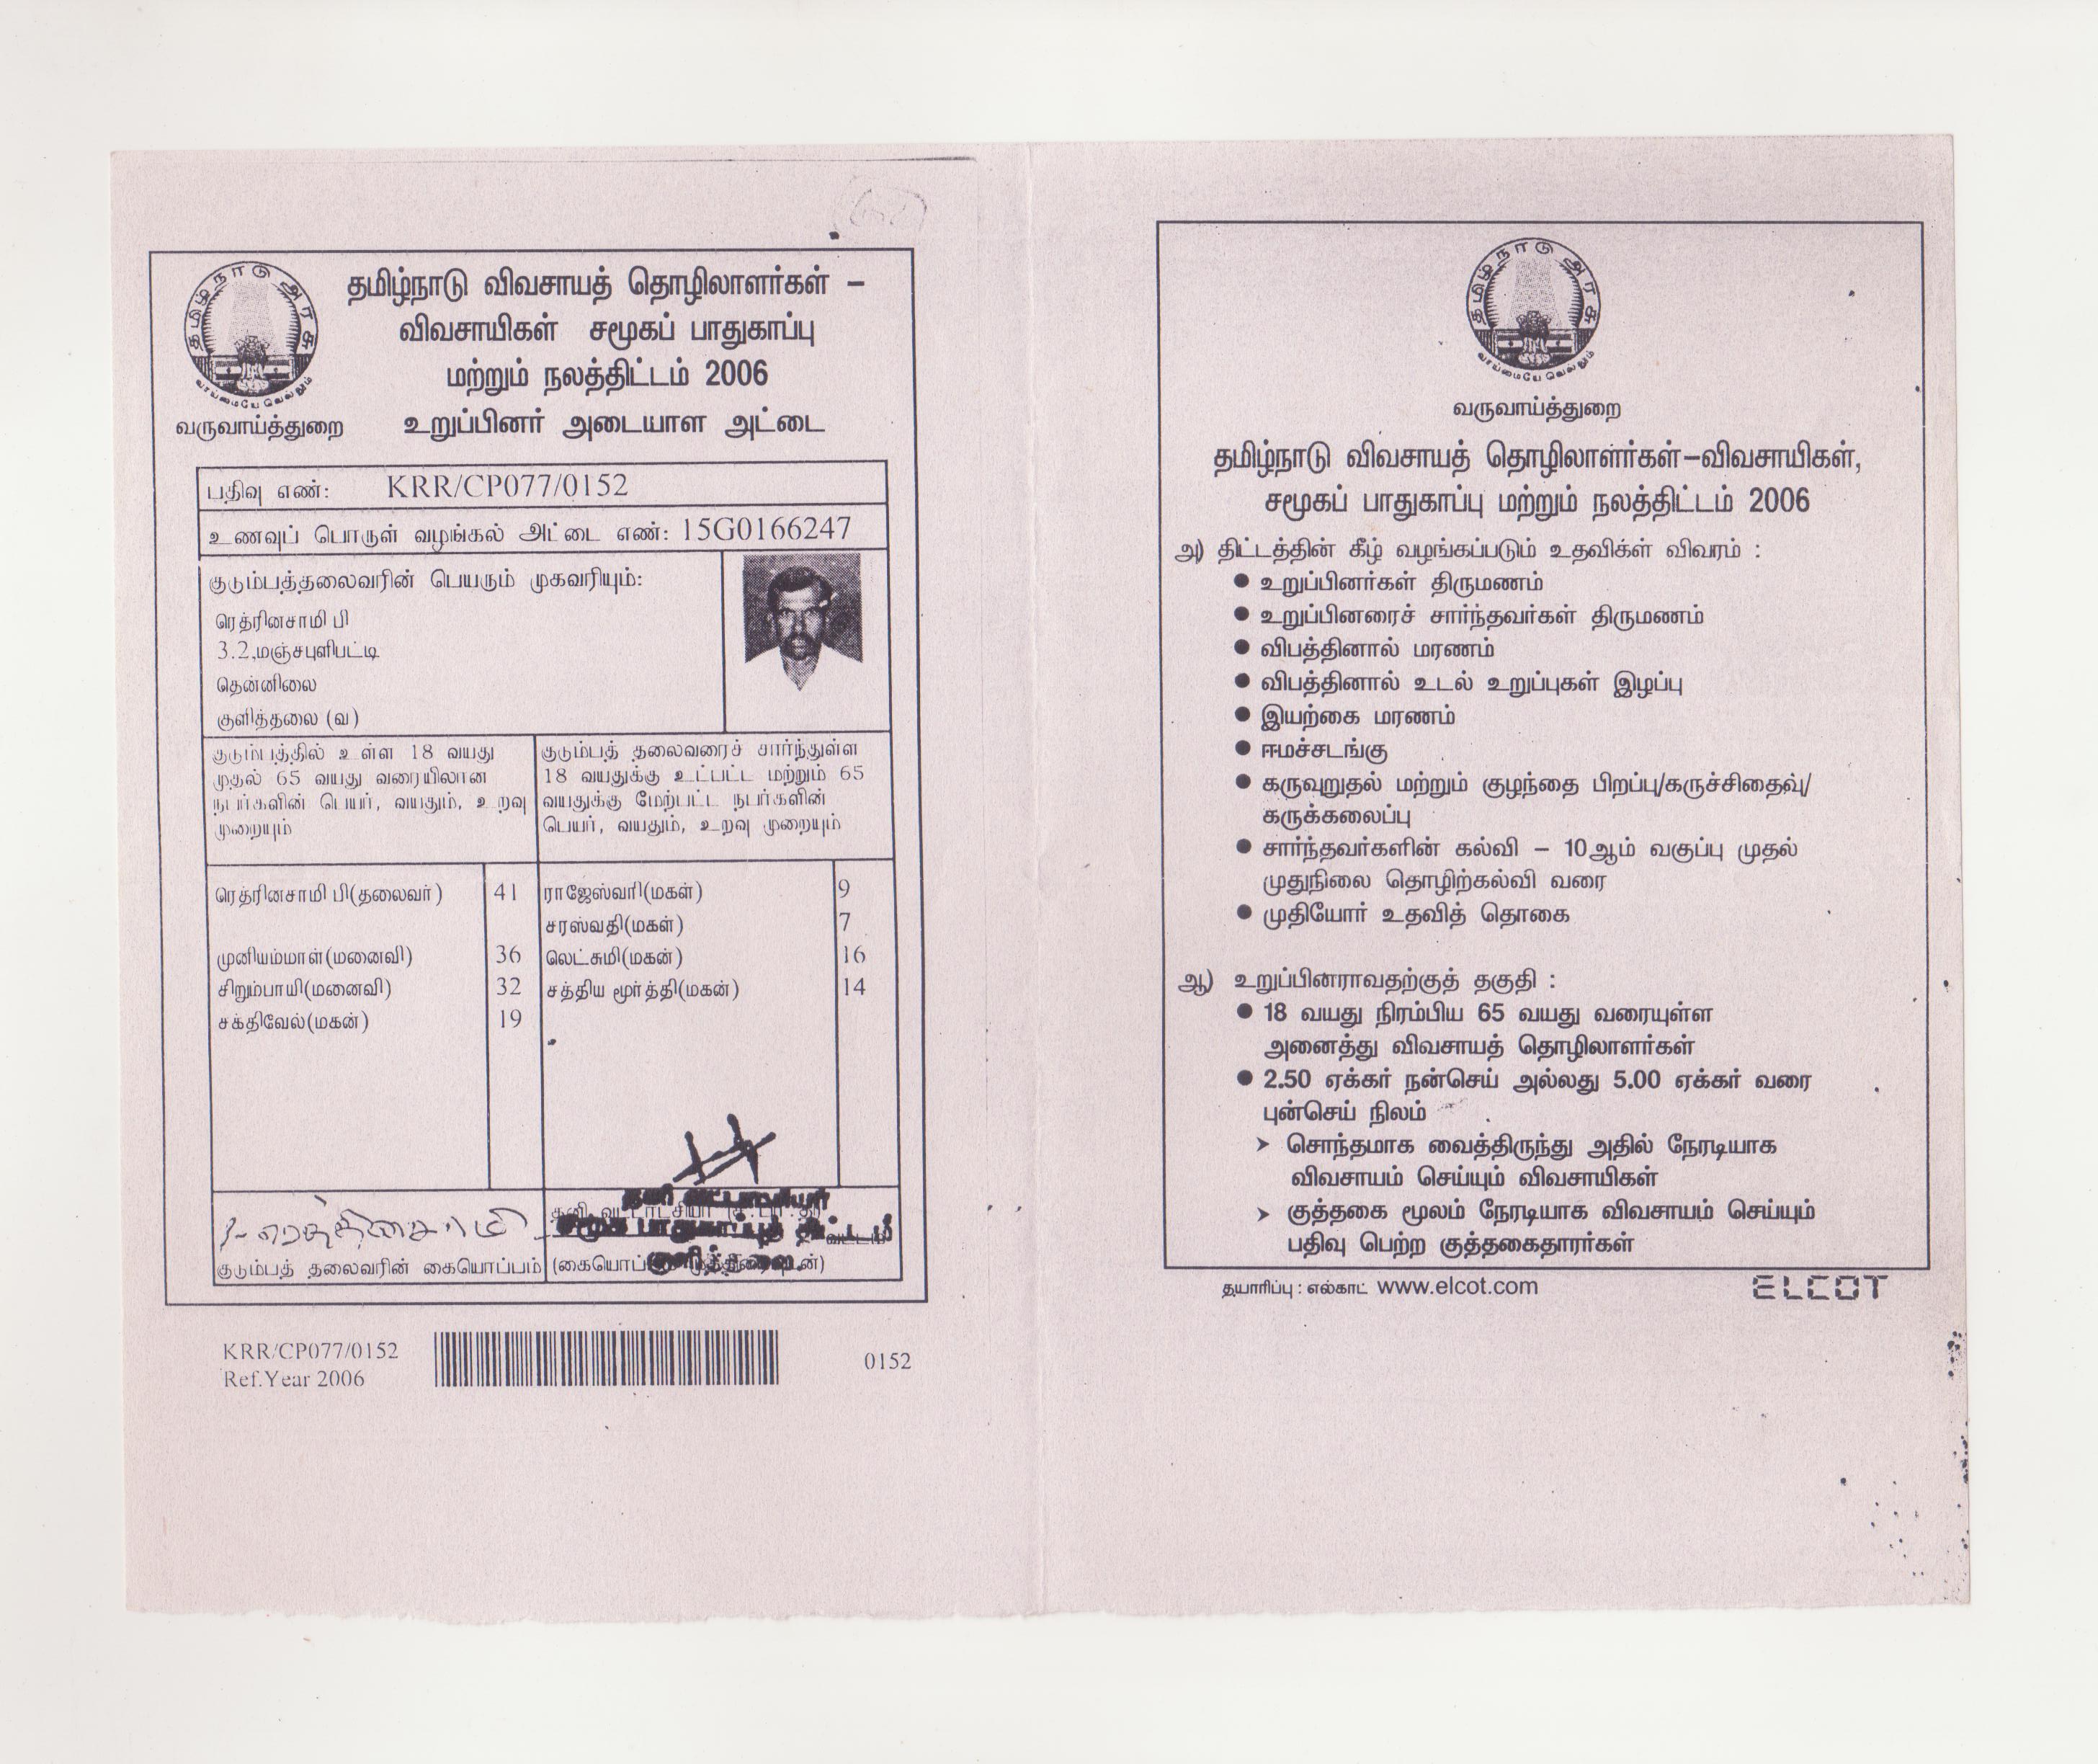 தமிழ்நாடு அரசு
வாய்மையே வெல்லும்
வருவாய்த்துறை
தமிழ்நாடு விவசாயத் தொழிலாளர்கள் –
விவசாயிகள் சமூகப் பாதுகாப்பு
மற்றும் நலத்திட்டம் 2006
உறுப்பினர் அடையாள அட்டை
பதிவு எண்: KRR/CP077/0152
உணவுப் பொருள் வழங்கல் அட்டை எண்: 15G0166247
குடும்பத்தலைவரின் பெயரும் முகவரியும்:
ரெத்ரினசாமி பி
3.2,மஞ்சபுளிபட்டி
தென்னிலை
குளித்தலை (வ)
குடும்பத்தில் உள்ள 18 வயது
முதல் 65 வயது வரையிலான
நபர்களின் பெயர், வயதும், உறவு
முறையும்
குடும்பத் தலைவரைச் சார்ந்துள்ள
18 வயதுக்கு உட்பட்ட மற்றும் 65
வயதுக்கு மேற்பட்ட நபர்களின்
பெயர், வயதும், உறவு முறையும்
ரெத்ரினசாமி பி(தலைவர்) 41
முனியம்மாள்(மனைவி) 36
சிறும்பாயி(மனைவி) 32
சக்திவேல்(மகன்) 19
ராஜேஸ்வரி(மகள்) 9
சரஸ்வதி(மகள்) 7
லெட்சுமி(மகன்) 16
சத்திய மூர்த்தி(மகன்) 14
குடும்பத் தலைவரின் கையொப்பம்
KRR/CP077/0152
Ref.Year 2006
0152
தமிழ்நாடு அரசு
வாய்மையே வெல்லும்
வருவாய்த்துறை
தமிழ்நாடு விவசாயத் தொழிலாளர்கள்–விவசாயிகள்,
சமூகப் பாதுகாப்பு மற்றும் நலத்திட்டம் 2006
அ) திட்டத்தின் கீழ் வழங்கப்படும் உதவிகள் விவரம் :
● உறுப்பினர்கள் திருமணம்
● உறுப்பினரைச் சார்ந்தவர்கள் திருமணம்
● விபத்தினால் மரணம்
● விபத்தினால் உடல் உறுப்புகள் இழப்பு
● இயற்கை மரணம்
● ஈமச்சடங்கு
● கருவுறுதல் மற்றும் குழந்தை பிறப்பு/கருச்சிதைவு/
கருக்கலைப்பு
● சார்ந்தவர்களின் கல்வி – 10ஆம் வகுப்பு முதல்
முதுநிலை தொழிற்கல்வி வரை
● முதியோர் உதவித் தொகை
ஆ) உறுப்பினராவதற்குத் தகுதி :
● 18 வயது நிரம்பிய 65 வயது வரையுள்ள
அனைத்து விவசாயத் தொழிலாளர்கள்
● 2.50 ஏக்கர் நன்செய் அல்லது 5.00 ஏக்கர் வரை
புன்செய் நிலம்
➤ சொந்தமாக வைத்திருந்து அதில் நேரடியாக
விவசாயம் செய்யும் விவசாயிகள்
➤ குத்தகை மூலம் நேரடியாக விவசாயம் செய்யும்
பதிவு பெற்ற குத்தகைதாரர்கள்
தயாரிப்பு : எல்காட் www.elcot.com
ELCOT